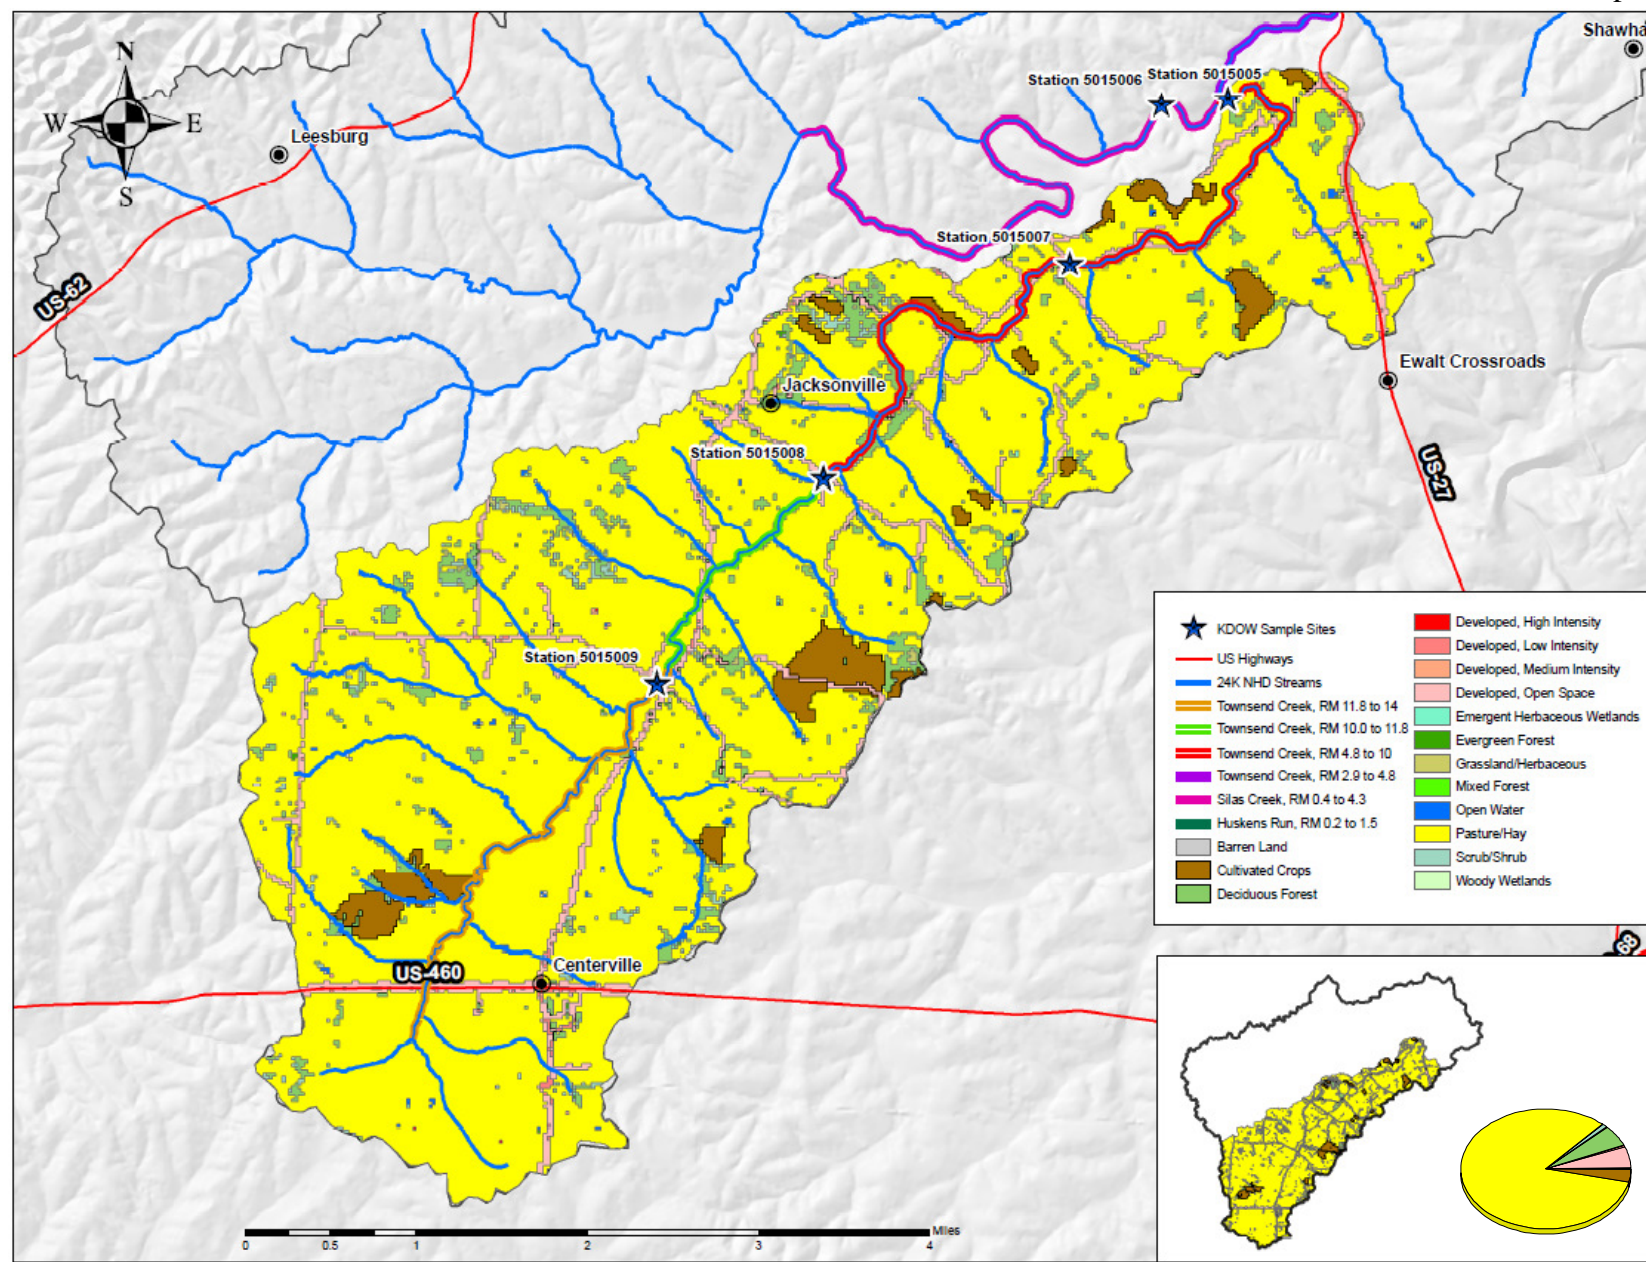 p
Shawha
N
W
E
S
Leesburg
Station 5015006
Station 5015005
Station 5015007
US-62
Jacksonville
Ewalt Crossroads
Station 5015008
US-27
Station 5015009
US-460
Centerville
KDOW Sample Sites
US Highways
24K NHD Streams
Townsend Creek, RM 11.8 to 14
Townsend Creek, RM 10.0 to 11.8
Townsend Creek, RM 4.8 to 10
Townsend Creek, RM 2.9 to 4.8
Silas Creek, RM 0.4 to 4.3
Huskens Run, RM 0.2 to 1.5
Barren Land
Cultivated Crops
Deciduous Forest
Developed, High Intensity
Developed, Low Intensity
Developed, Medium Intensity
Developed, Open Space
Emergent Herbaceous Wetlands
Evergreen Forest
Grassland/Herbaceous
Mixed Forest
Open Water
Pasture/Hay
Scrub/Shrub
Woody Wetlands
68
Miles
0 0.5 1 2 3 4